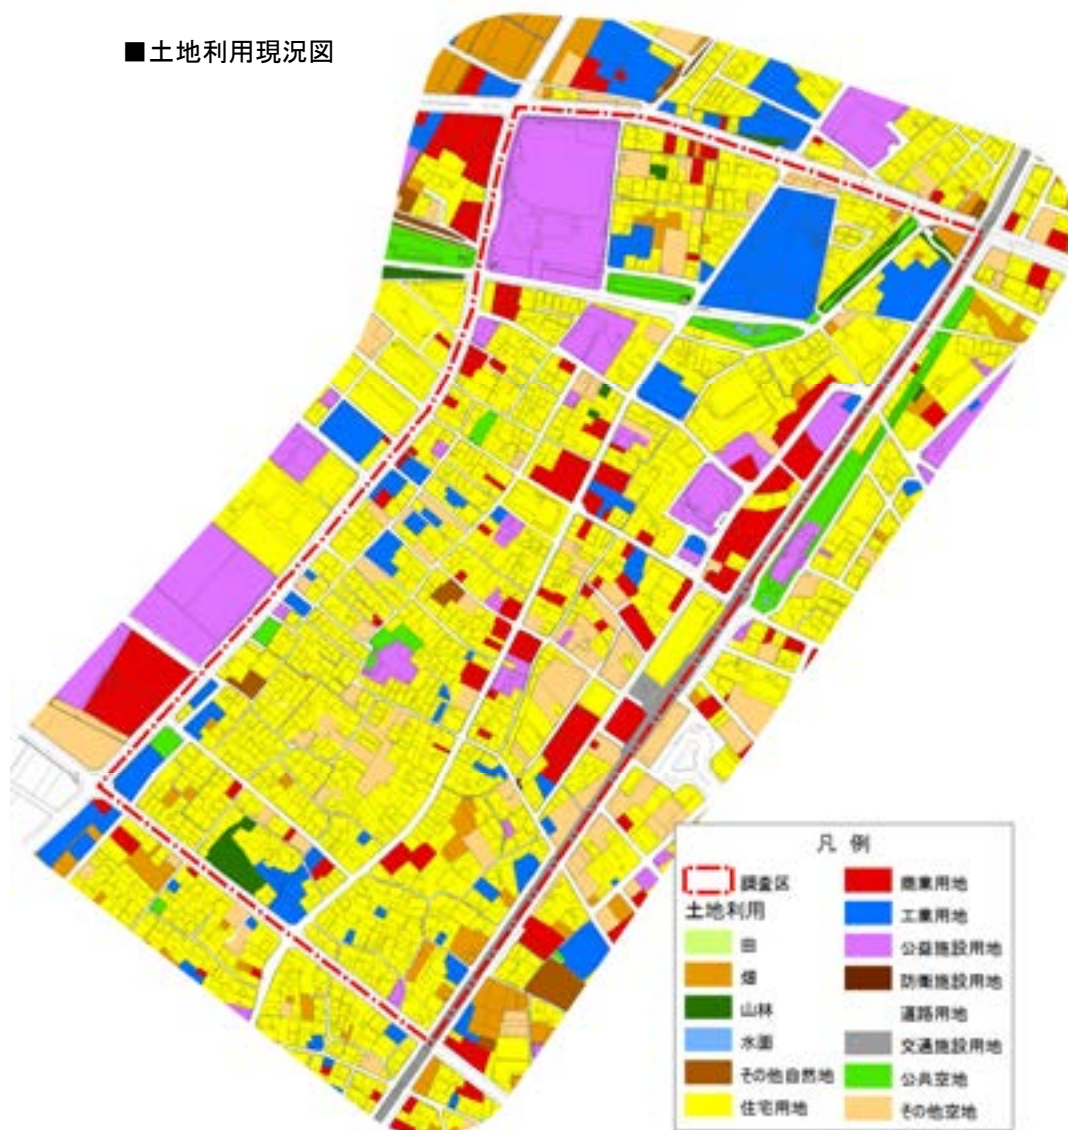 ■土地利用現況図
凡 例
調査区
土地利用
田
畑
山林
水面
その他自然地
住宅用地
商業用地
工業用地
公益施設用地
防衛施設用地
道路用地
交通施設用地
公共空地
その他空地